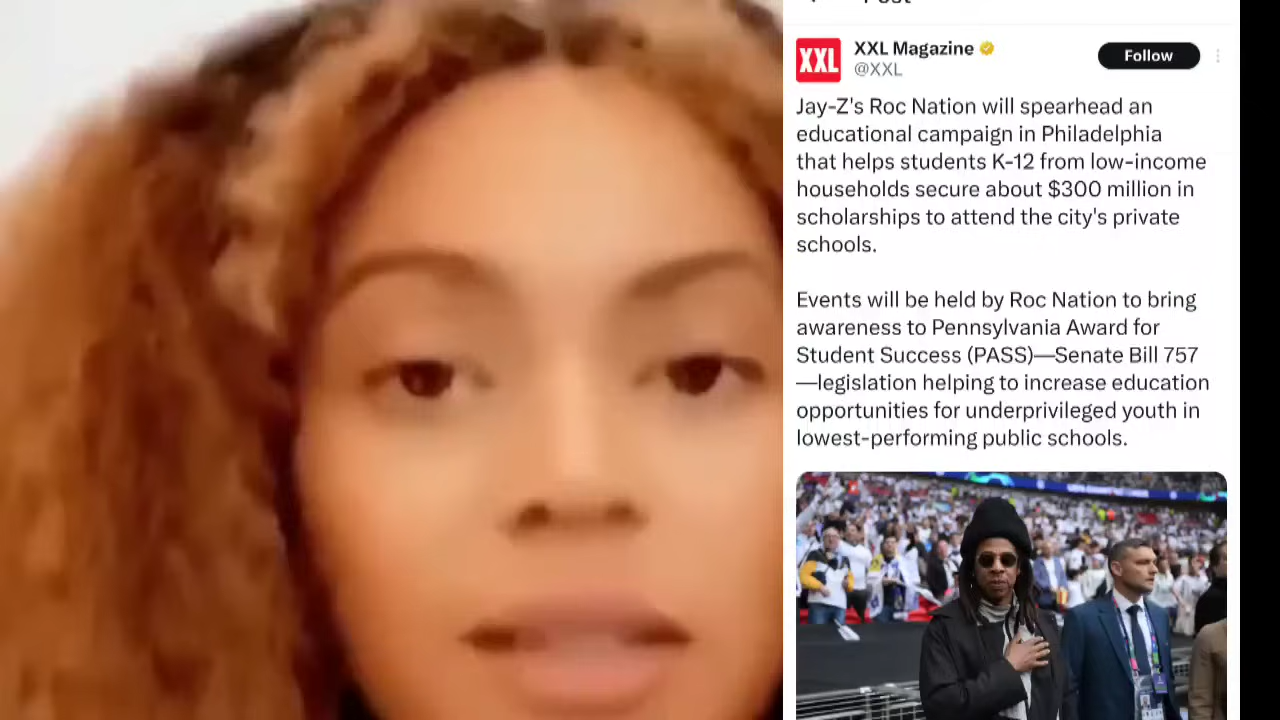 Post
XXL
XXL Magazine
@XXL
Follow
Jay-Z's Roc Nation will spearhead an
educational campaign in Philadelphia
that helps students K-12 from low-income
households secure about $300 million in
scholarships to attend the city's private
schools.
Events will be held by Roc Nation to bring
awareness to Pennsylvania Award for
Student Success (PASS)—Senate Bill 757
—legislation helping to increase education
opportunities for underprivileged youth in
lowest-performing public schools.